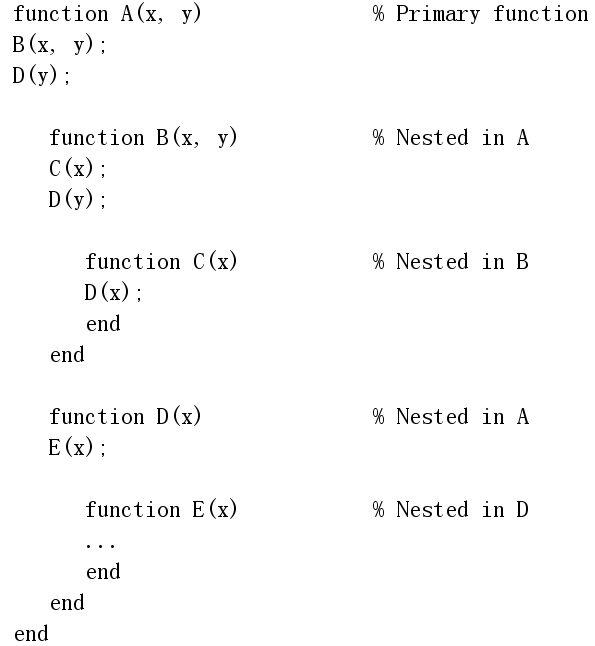 function A(x, y)                % Primary function
B(x, y);
D(y);

   function B(x, y)             % Nested in A
   C(x);
   D(y);

      function C(x)             % Nested in B
      D(x);
      end
   end

   function D(x)                % Nested in A
   E(x);

      function E(x)             % Nested in D
      ...
      end
   end
end